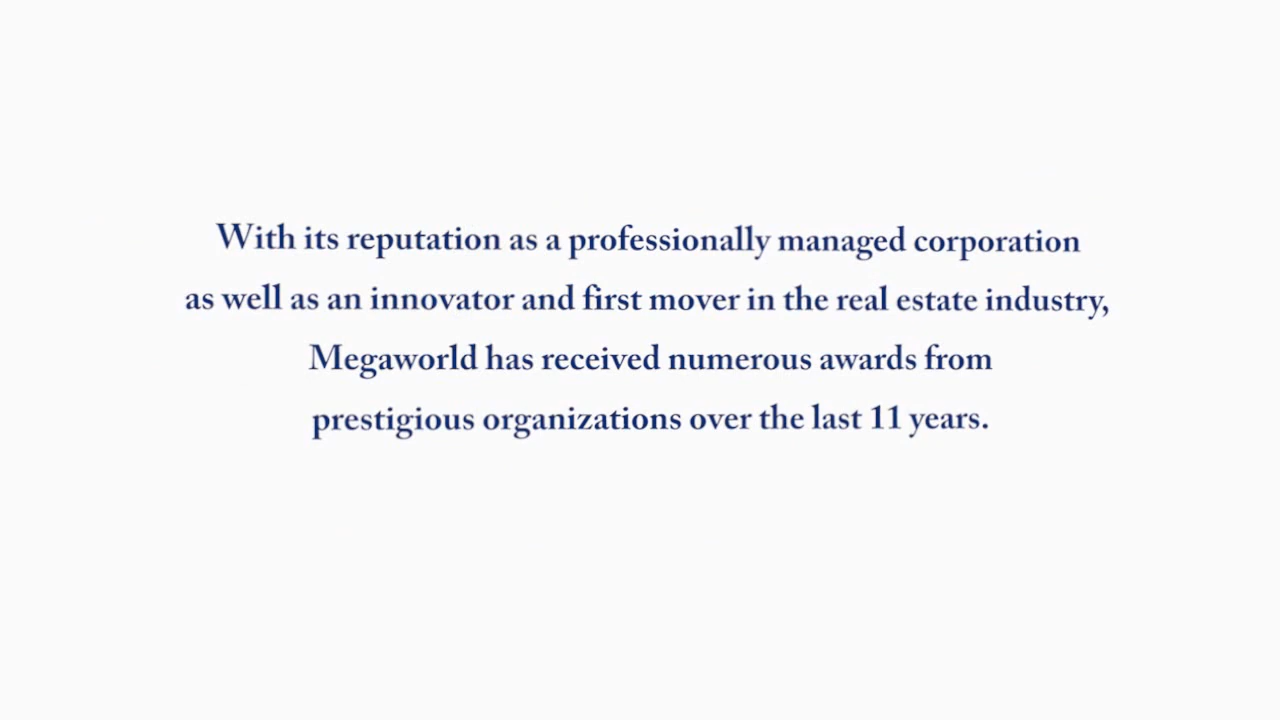 With its reputation as a professionally managed corporation
as well as an innovator and first mover in the real estate industry,
Megaworld has received numerous awards from
prestigious organizations over the last 11 years.